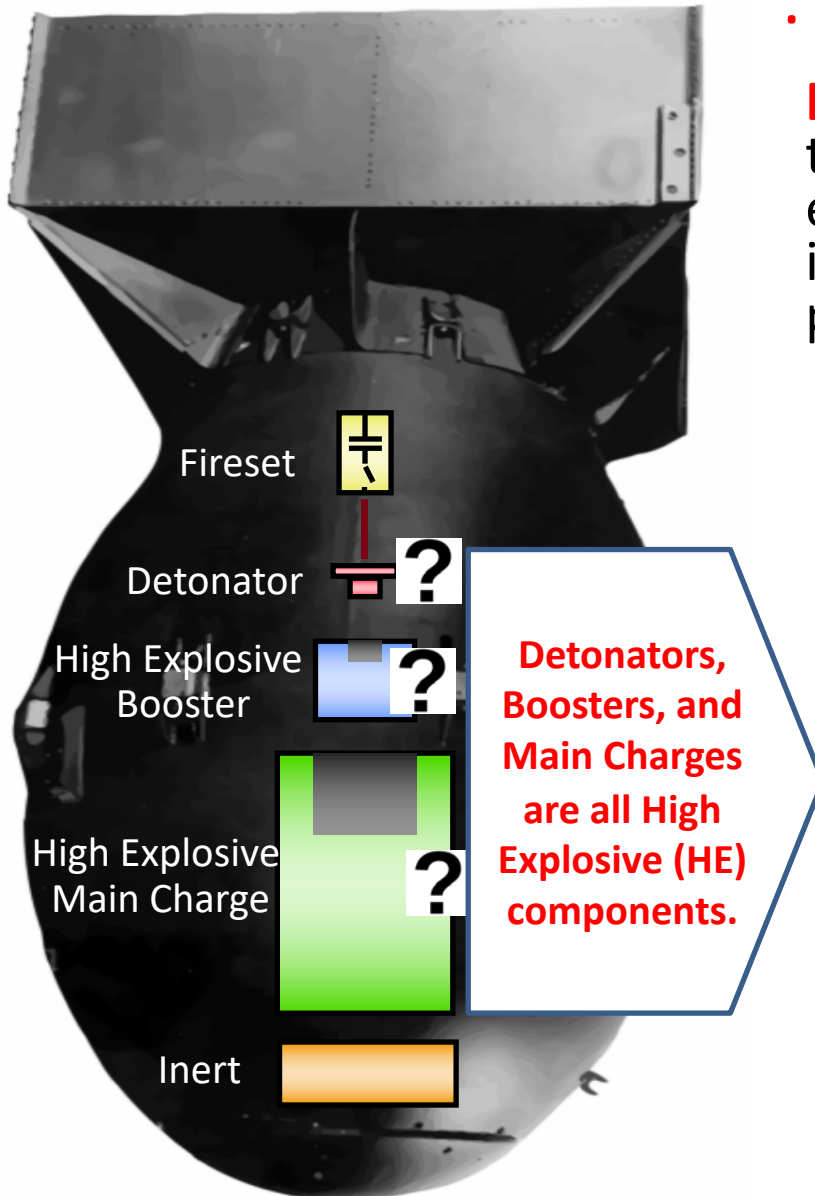 Fireset
Detonator
?
High Explosive
Booster
?
High Explosive
Main Charge
?
Inert
Detonators,
Boosters, and
Main Charges
are all High
Explosive (HE)
components.
t
e
i
p